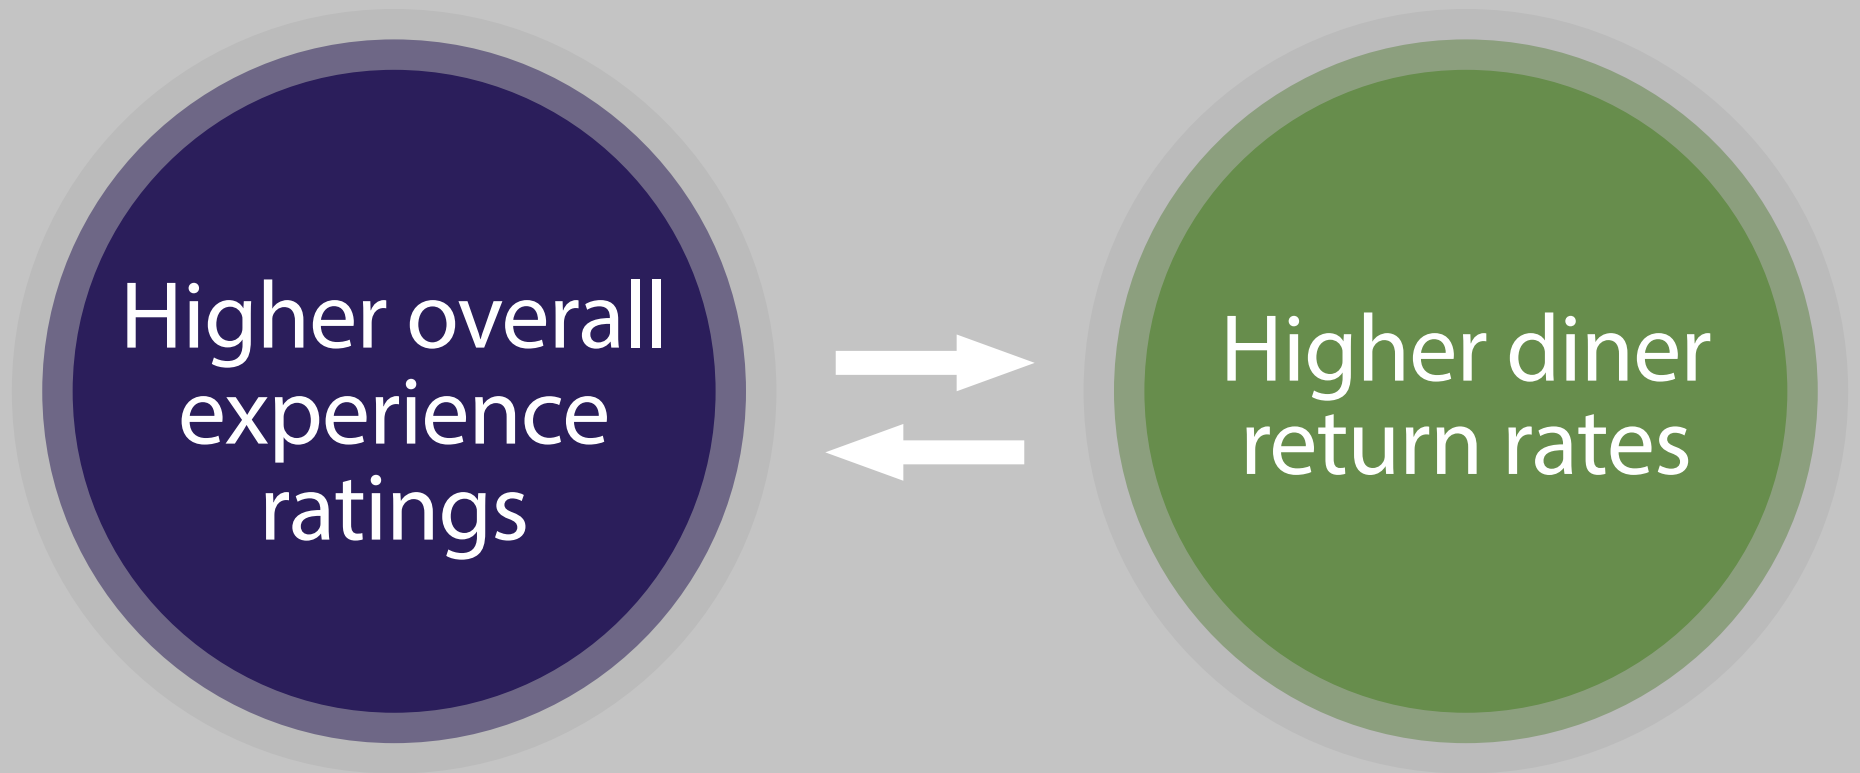 Higher overall
experience
ratings
Higher diner
return rates